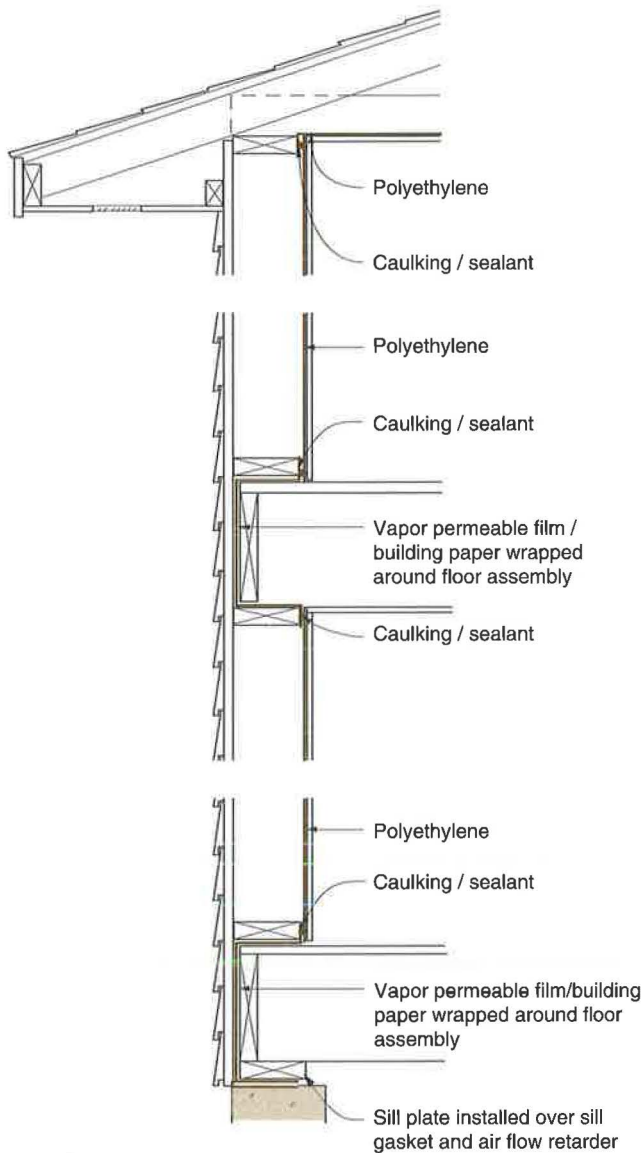 Polyethylene
Caulking / sealant
Polyethylene
Caulking / sealant
Vapor permeable film /
building paper wrapped
around floor assembly
Caulking / sealant
Polyethylene
Caulking / sealant
Vapor permeable film/building
paper wrapped around floor
assembly
Sill plate installed over sill
gasket and air flow retarder